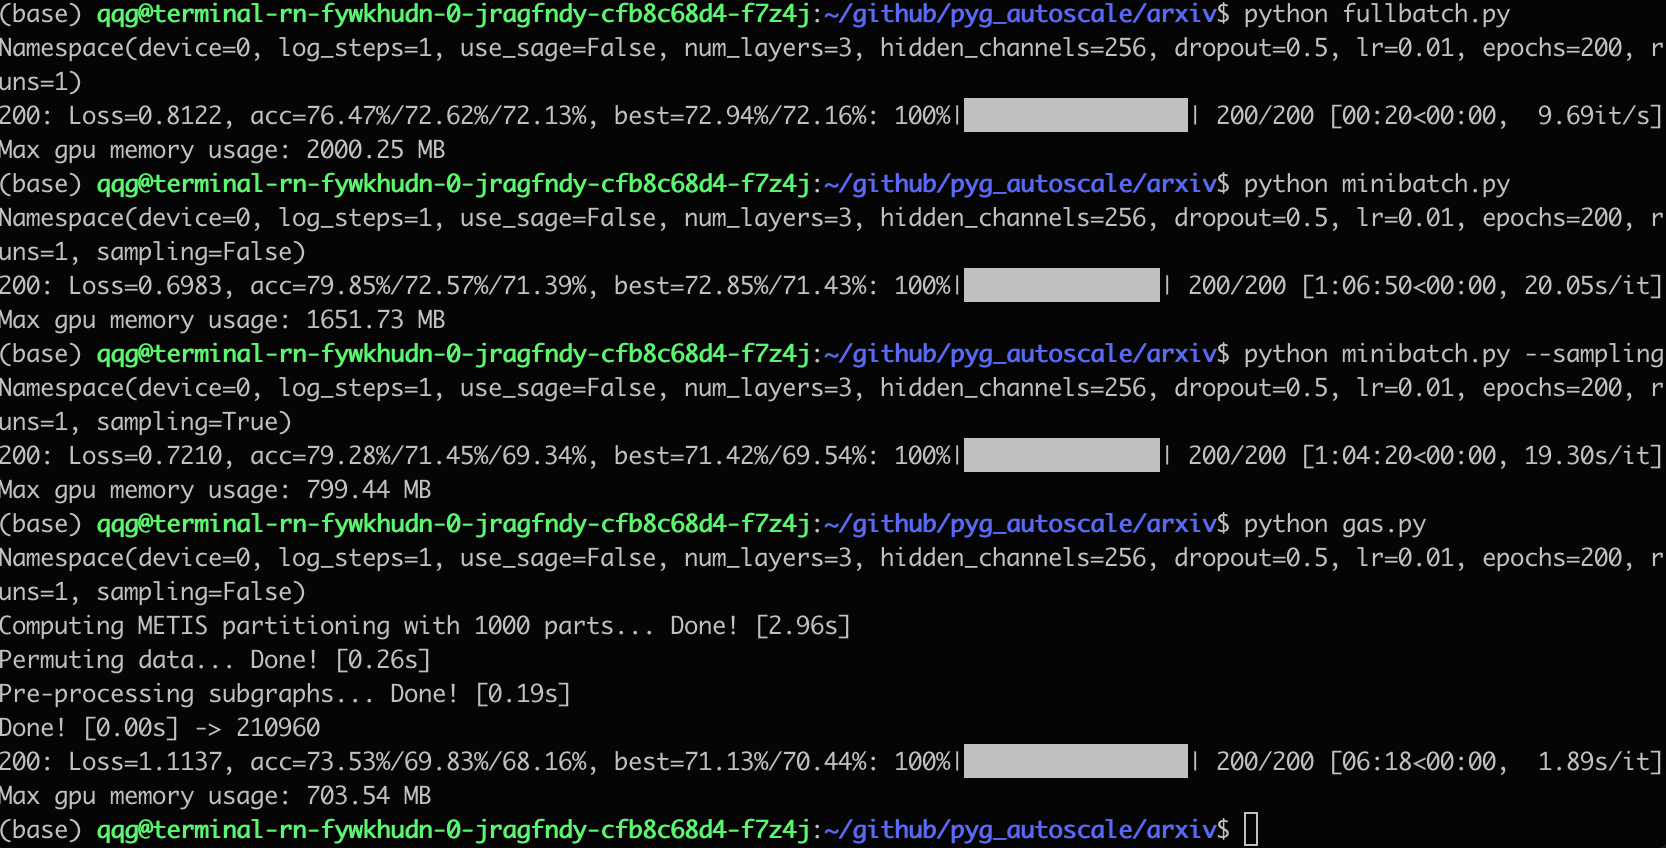 (base) qqg@terminal-rn-fywkhudn-0-jragfndy-cfb8c68d4-f7z4j:~/github/pyg_autoscale/arxiv$ python fullbatch.py
Namespace(device=0, log_steps=1, use_sage=False, num_layers=3, hidden_channels=256, dropout=0.5, lr=0.01, epochs=200, r
uns=1)
200: Loss=0.8122, acc=76.47%/72.62%/72.13%, best=72.94%/72.16%: 100%|          | 200/200 [00:20<00:00,  9.69it/s]
Max gpu memory usage: 2000.25 MB
(base) qqg@terminal-rn-fywkhudn-0-jragfndy-cfb8c68d4-f7z4j:~/github/pyg_autoscale/arxiv$ python minibatch.py
Namespace(device=0, log_steps=1, use_sage=False, num_layers=3, hidden_channels=256, dropout=0.5, lr=0.01, epochs=200, r
uns=1, sampling=False)
200: Loss=0.6983, acc=79.85%/72.57%/71.39%, best=72.85%/71.43%: 100%|          | 200/200 [1:06:50<00:00, 20.05s/it]
Max gpu memory usage: 1651.73 MB
(base) qqg@terminal-rn-fywkhudn-0-jragfndy-cfb8c68d4-f7z4j:~/github/pyg_autoscale/arxiv$ python minibatch.py --sampling
Namespace(device=0, log_steps=1, use_sage=False, num_layers=3, hidden_channels=256, dropout=0.5, lr=0.01, epochs=200, r
uns=1, sampling=True)
200: Loss=0.7210, acc=79.28%/71.45%/69.34%, best=71.42%/69.54%: 100%|          | 200/200 [1:04:20<00:00, 19.30s/it]
Max gpu memory usage: 799.44 MB
(base) qqg@terminal-rn-fywkhudn-0-jragfndy-cfb8c68d4-f7z4j:~/github/pyg_autoscale/arxiv$ python gas.py
Namespace(device=0, log_steps=1, use_sage=False, num_layers=3, hidden_channels=256, dropout=0.5, lr=0.01, epochs=200, r
uns=1, sampling=False)
Computing METIS partitioning with 1000 parts... Done! [2.96s]
Permuting data... Done! [0.26s]
Pre-processing subgraphs... Done! [0.19s]
Done! [0.00s] -> 210960
200: Loss=1.1137, acc=73.53%/69.83%/68.16%, best=71.13%/70.44%: 100%|          | 200/200 [06:18<00:00,  1.89s/it]
Max gpu memory usage: 703.54 MB
(base) qqg@terminal-rn-fywkhudn-0-jragfndy-cfb8c68d4-f7z4j:~/github/pyg_autoscale/arxiv$